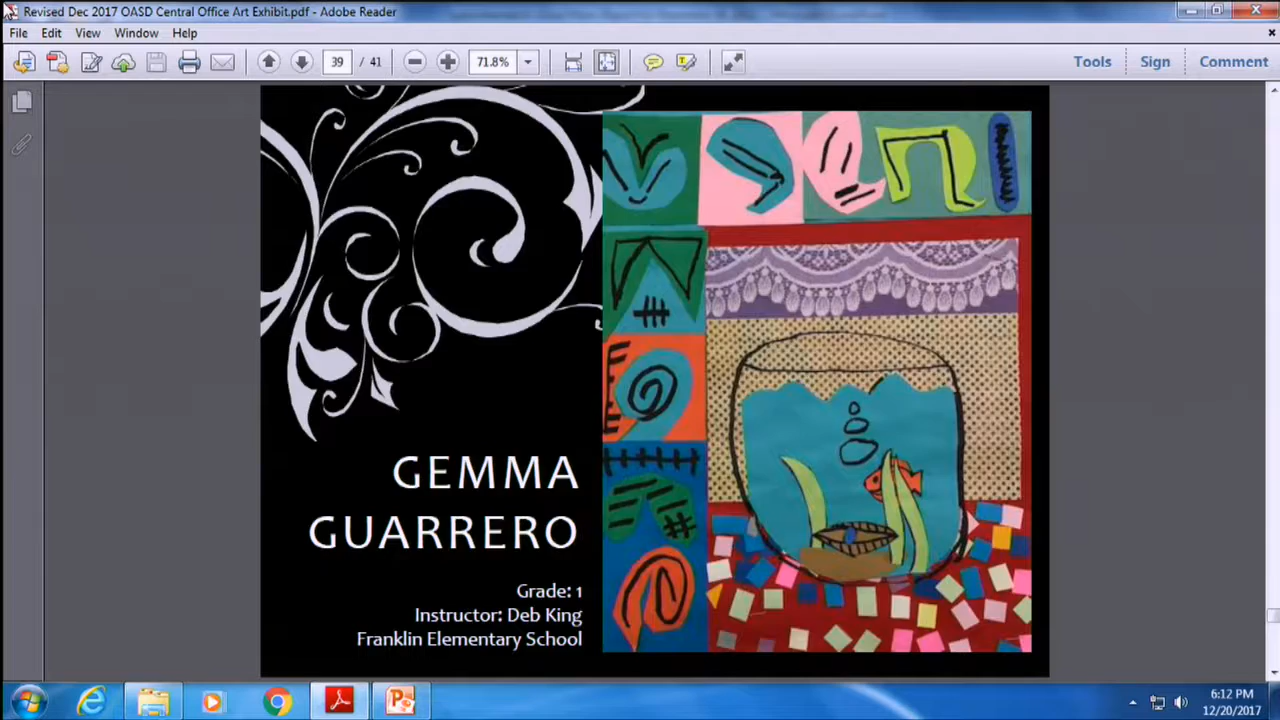 Revised Dec 2017 OASD Central Office Art Exhibit.pdf - Adobe Reader
File Edit View Window Help
39 / 41
71.8%
Tools Sign Comment
GEMMA
GUARRERO
Grade: 1
Instructor: Deb King
Franklin Elementary School
6:12 PM
12/20/2017